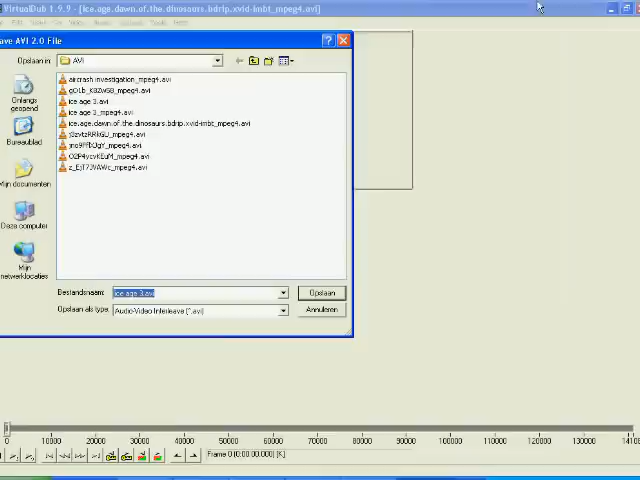 VirtualDub 1.9.9 - [ice.age.dawn.of.the.dinosaurs.bdrip.xvid-imbt_mpeg4.avi]
ave AVI 2.0 File
Opslaan in:
AVI
Onlangs geopend
Bureaublad
Mijn documenten
Deze computer
Mijn netwerklocaties
aircrash investigation_mpeg4.avi
ice age 3.avi
ice age 3_mpeg4.avi
ice.age.dawn.of.the.dinosaurs.bdrip.xvid-imbt_mpeg4.avi
Bestandsnaam:
ice age 3.avi
Opslaan
Opslaan als type:
Audio-Video Interleave (*.avi)
Annuleren
0 10000 20000 30000 40000 50000 60000 70000 80000 90000 100000 110000 120000 130000
Frame 0 (0:00:00.000) [K]